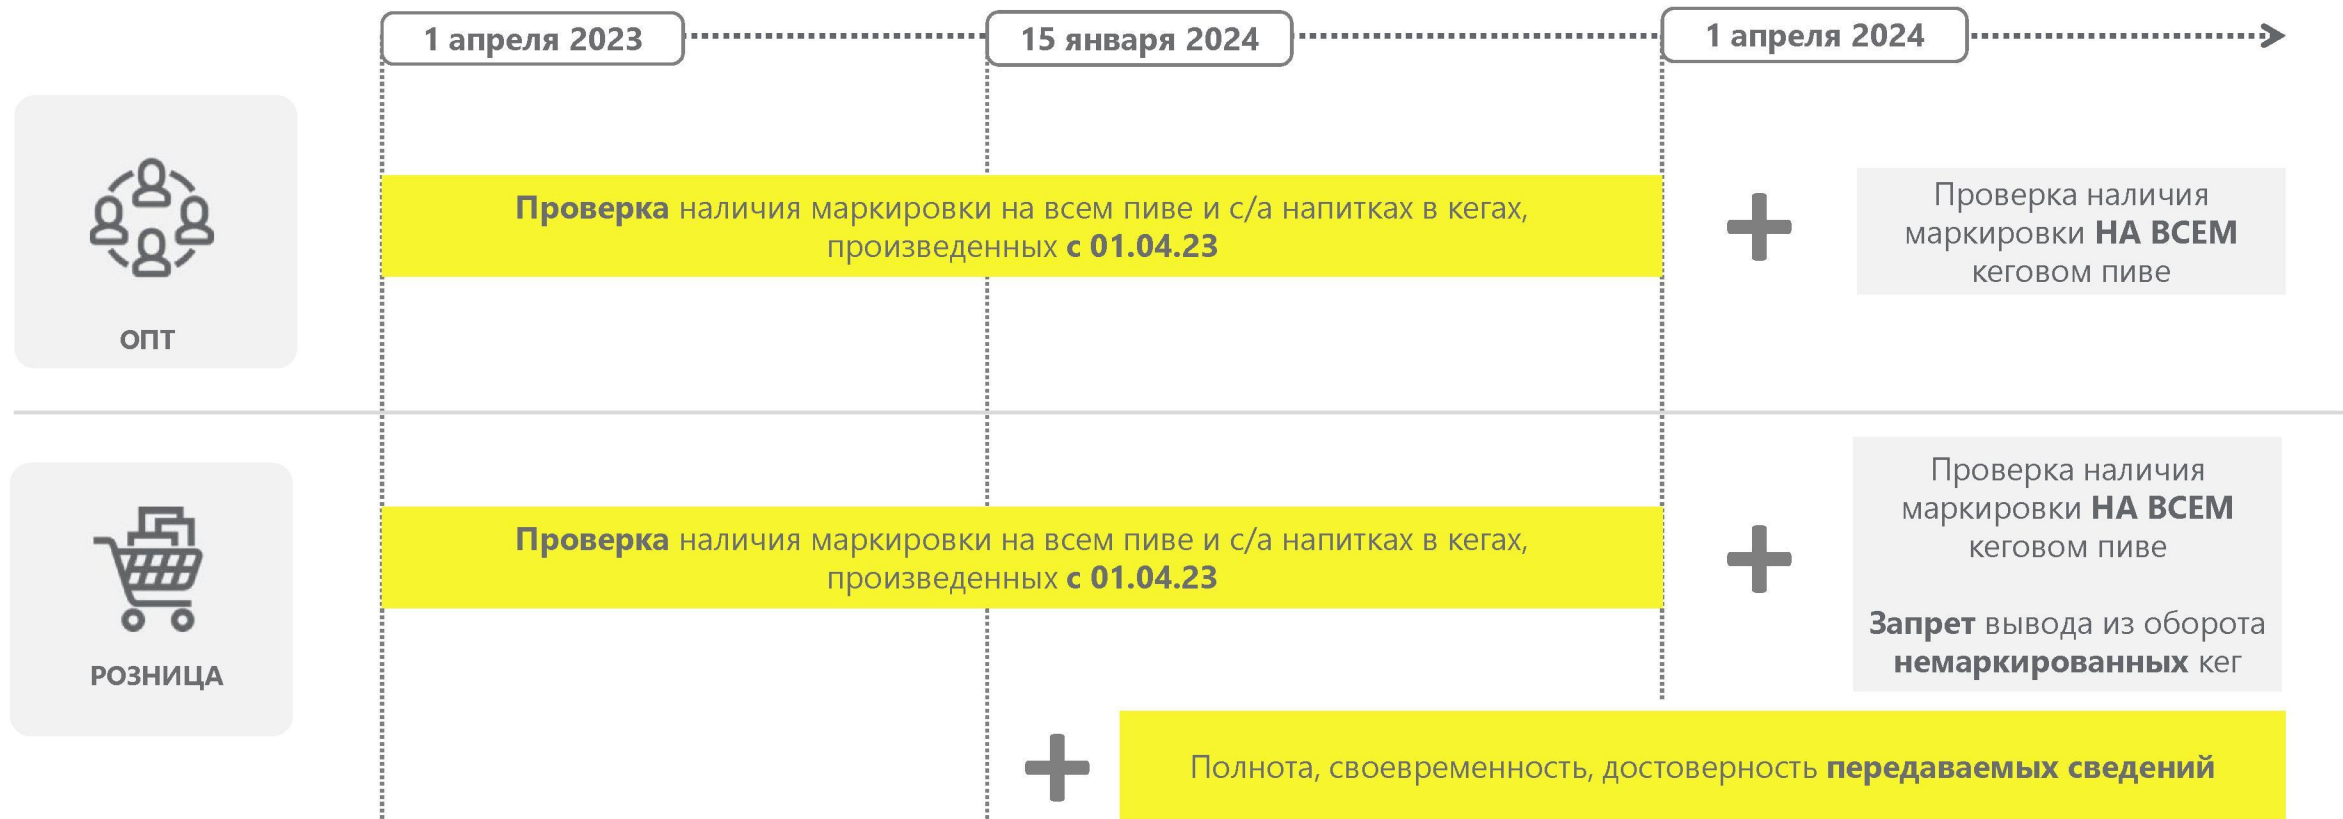 1 апреля 2023
15 января 2024
1 апреля 2024
ОПТ
Проверка наличия маркировки на всем пиве и с/а напитках в кегах,
произведенных с 01.04.23
Проверка наличия
маркировки НА ВСЕМ
кеговом пиве
РОЗНИЦА
Проверка наличия маркировки на всем пиве и с/а напитках в кегах,
произведенных с 01.04.23
Проверка наличия
маркировки НА ВСЕМ
кеговом пиве
Запрет вывода из оборота
немаркированных кег
Полнота, своевременность, достоверность передаваемых сведений